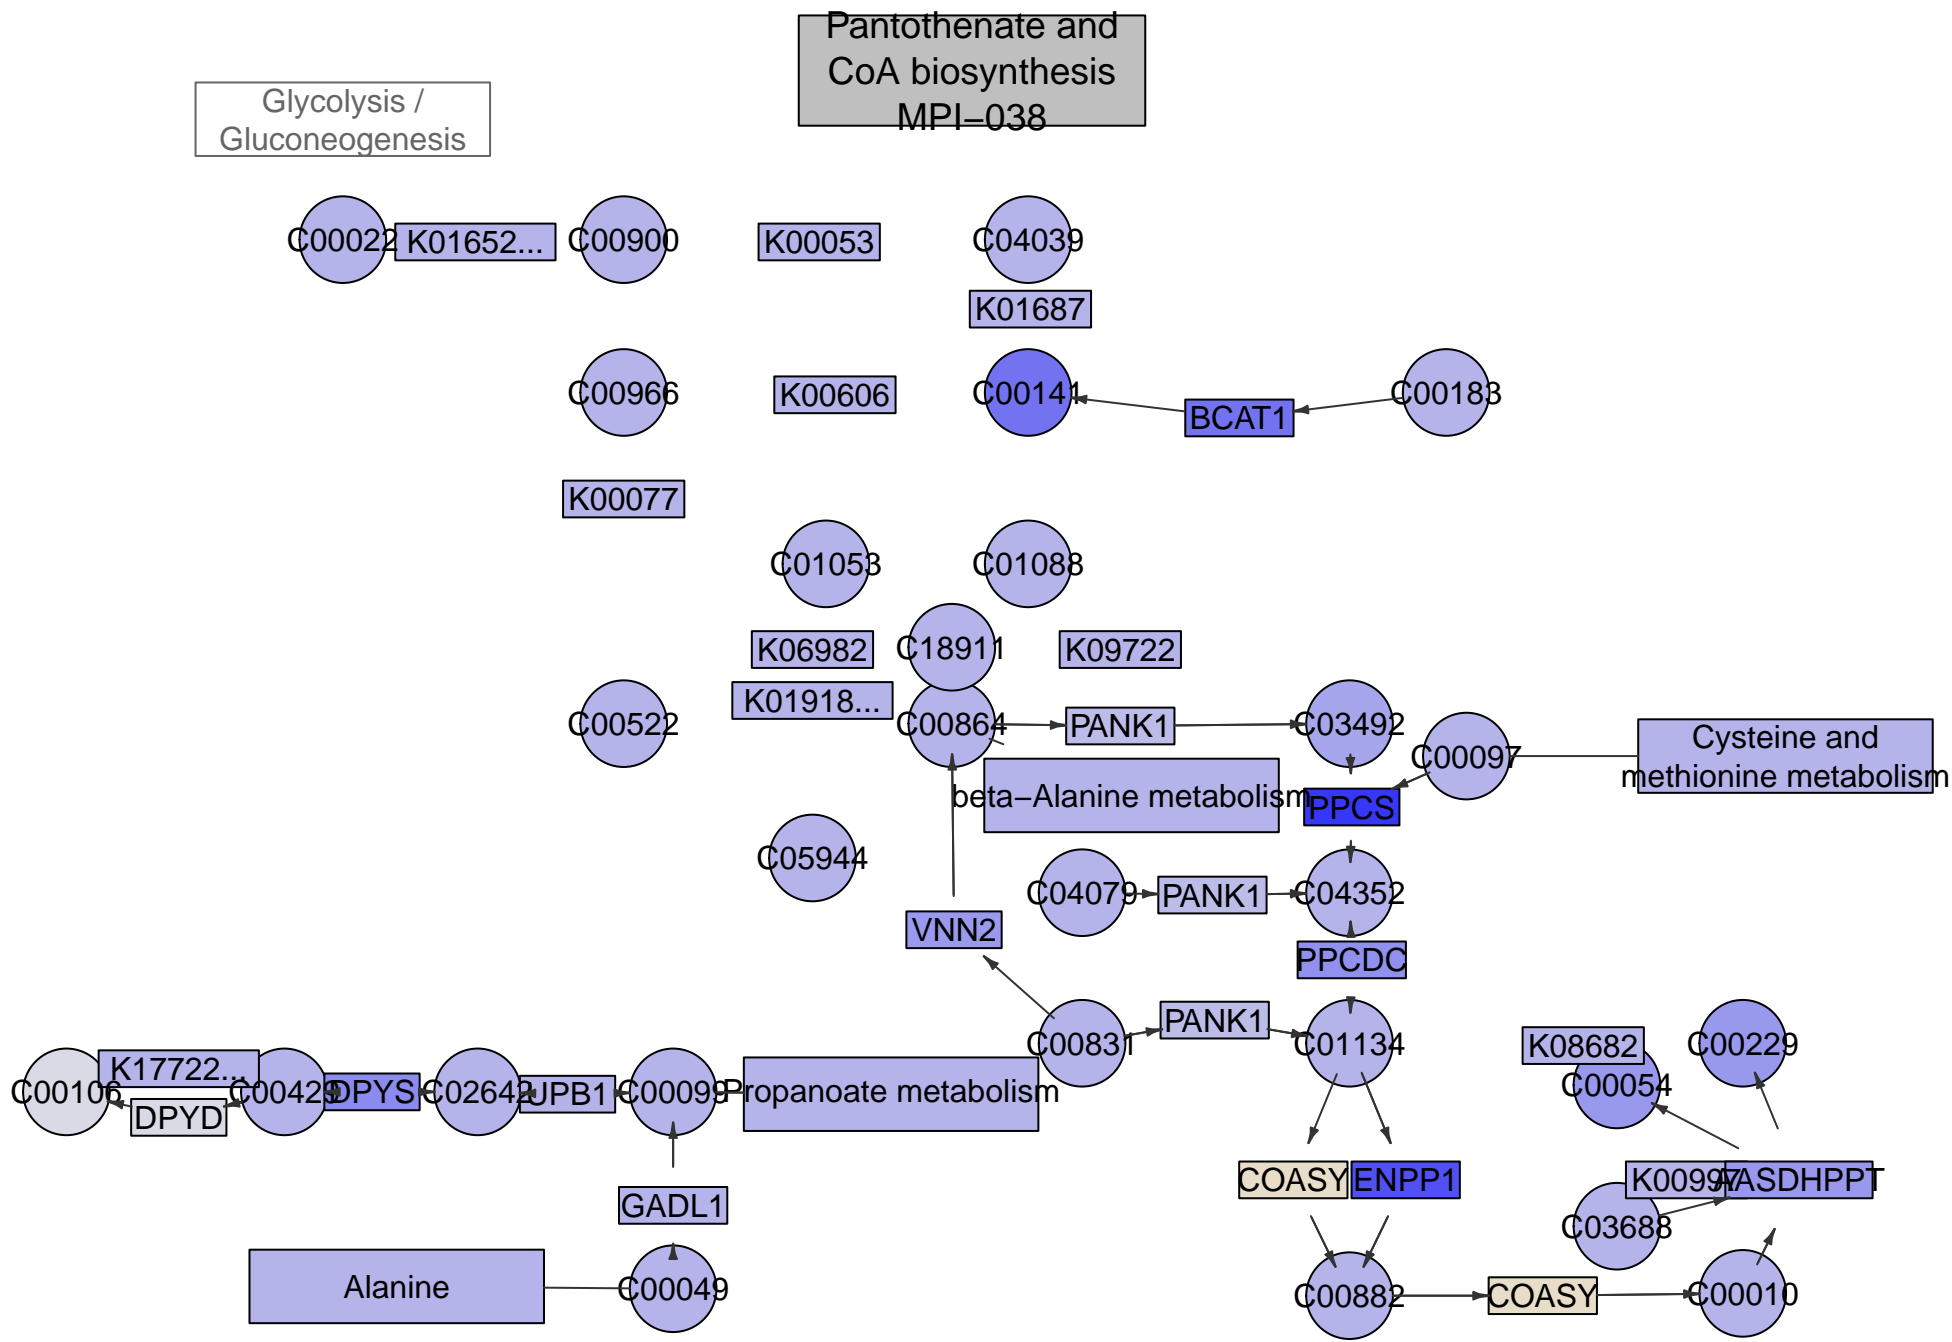 Pantothenate and
CoA biosynthesis
MPI−038
Glycolysis /
Gluconeogenesis
C00022
K01652...
C00900
K00053
C04039
K01687
C00966
K00606
C00141
BCAT1
C00183
K00077
C01053
C01088
K06982
C18911
K09722
K01918...
C00522
C00864
PANK1
C03492
C00097
Cysteine and
methionine metabolism
beta−Alanine metabolism
PPCS
C05944
C04079
PANK1
C04352
VNN2
PPCDC
C00831
PANK1
C01134
K08682
C00229
C00054
K17722...
C00106
DPYD
C00429
DPYS
C02642
UPB1
C00099
Propanoate metabolism
COASY
ENPP1
K00997
AASDHPPT
GADL1
C03688
Alanine
C00049
C00882
COASY
C00010